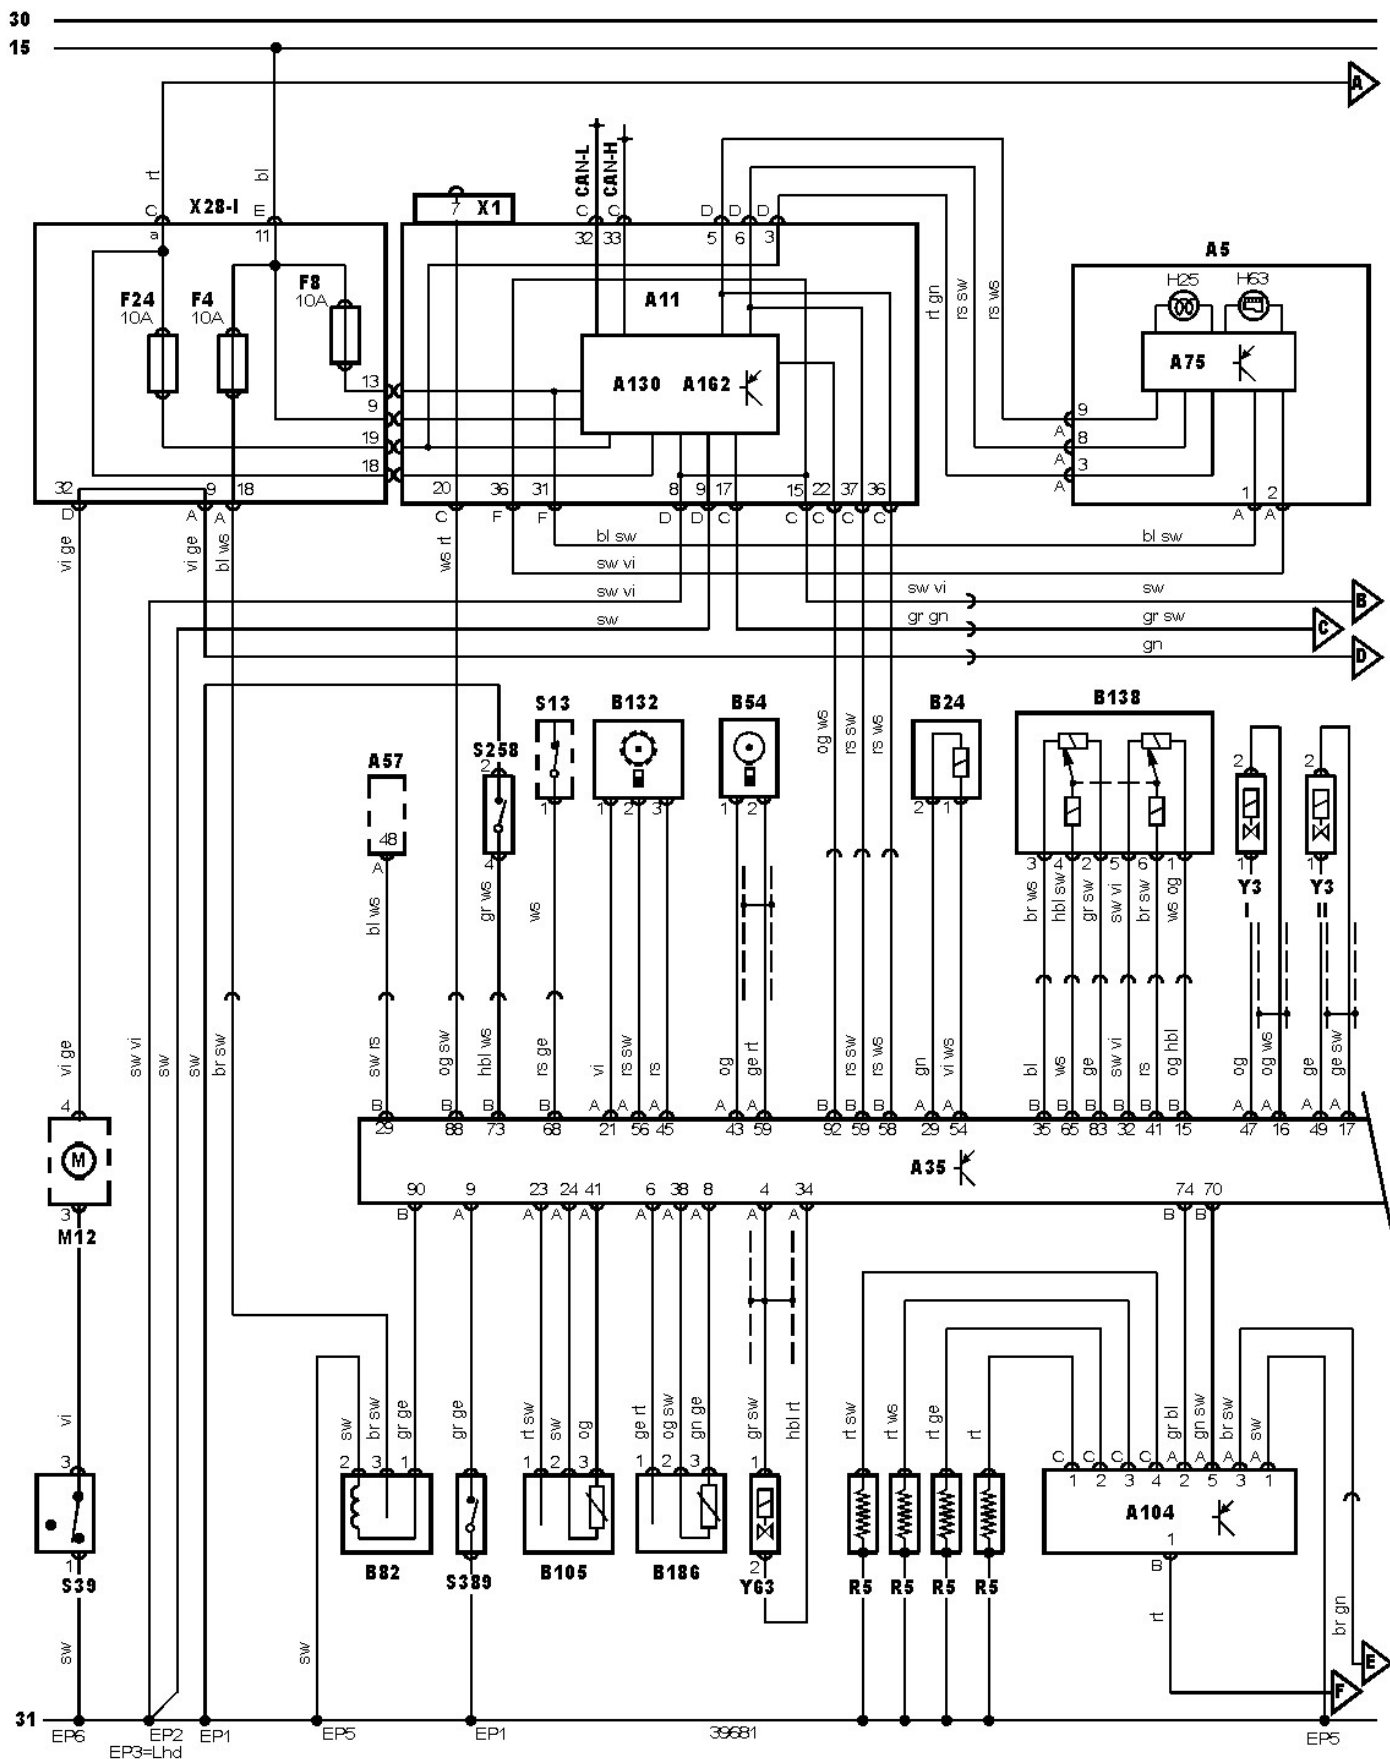 30
15
A
rt
bl
CAN-L
CAN-H
C X28-I E
7 X1
C C D D D
a 11
32 33 5 6 3
A5
F24 10A
F4 10A
F8 10A
A11
rt gn
rs sw
rs ws
H25 H63
A130 A162
A75
13
9
19
18
9
A
8
A
3
A
32 9 18
20 36 31 8 9 17 15 22 37 36
1 2
D A A
C F F D D C C C C C
A A
vi ge
vi ge
bl ws
ws rt
bl sw
bl sw
sw vi
sw vi
sw vi
sw
B
sw
gr gn
gr sw
C
gn
D
S13 B132 B54 B24 B138
og ws
rs sw
rs ws
S258
2
A57
48
A
4
1
1 2 3
1 2
2 1
3 4 2 5 6 1
2
1
Y3
I
2
1
Y3
II
bl ws
gr ws
ws
br ws
hbl sw
gr sw
sw vi
br sw
ws og
vi ge
sw vi
sw
sw
br sw
sw rs
og sw
hbl ws
rs ge
vi
rs sw
rs
og
ge rt
rs sw
rs ws
gn
vi ws
bl
ws
ge
sw vi
rs
og hbl
og
og ws
ge
ge sw
4
B B B B A A A A A B B B A A B B B B B B A A A A
29 88 73 68 21 56 45 43 59 92 59 58 29 54 35 65 83 32 41 15 47 16 49 17
M
3
M12
A35
90 9 23 24 41 6 38 8 4 34 74 70
B A A A A A A A A A B B
vi
sw
br sw
gr ge
gr ge
rt sw
sw
og
ge rt
og sw
gn ge
gr sw
hbl rt
rt sw
rt ws
rt ge
rt
gr bl
gn sw
br sw
sw
3
2 3 1
1 2 3
1 2 3
1
C C C C A A A A
1 2 3 4 2 5 3 1
A104
1
B
1
S39
B82
S389
B105
B186
2
Y63
R5 R5 R5 R5
sw
sw
rt
br gn
E
F
31
EP6
EP2
EP3=Lhd
EP1
EP5
EP1
39681
EP5